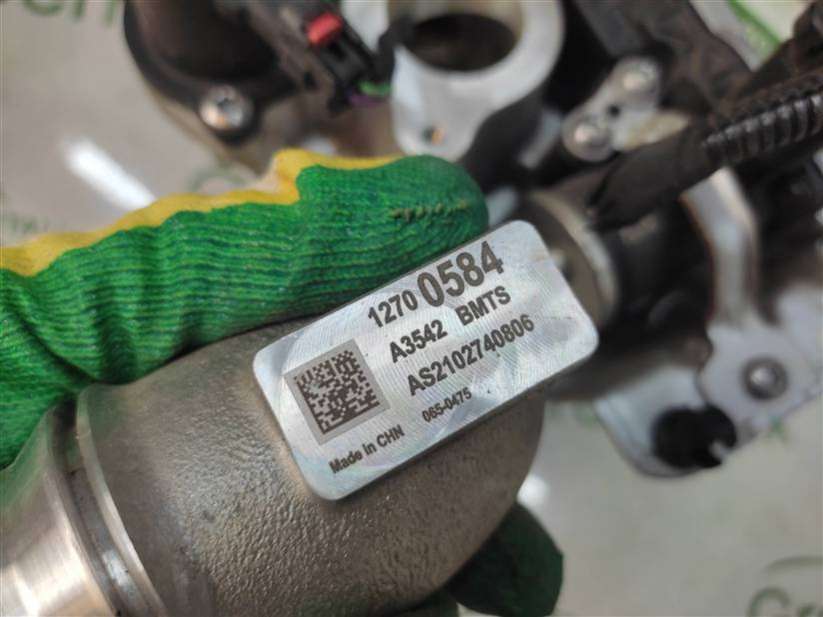 1270 0584
A3542 BMTS
AS2102740806
065-0475
Made in CHN